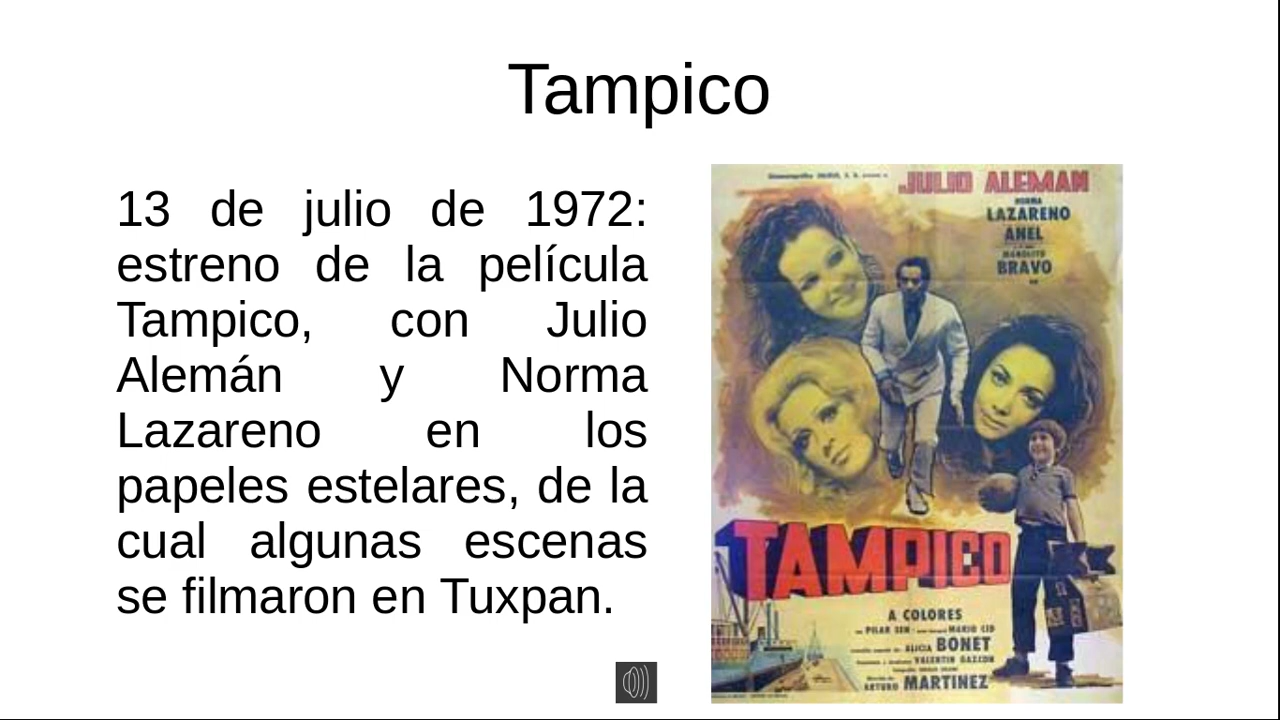 Tampico
13 de julio de 1972:
estreno de la película
Tampico, con Julio
Alemán y Norma
Lazareno en los
papeles estelares, de la
cual algunas escenas
se filmaron en Tuxpan.
JULIO ALEMAN
NORMA
LAZARENO
ANEL
MANOLITO
BRAVO
TAMPICO
A COLORES
PILAR SEN MARIO CID
ALICIA BONET
VALENTIN GAZCON
ARTURO MARTINEZ